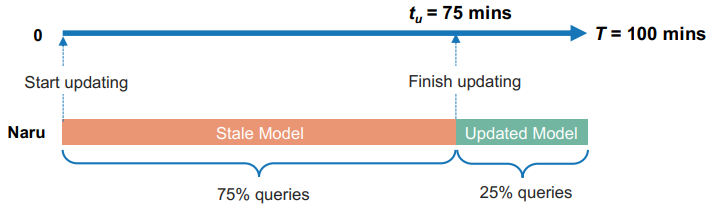 t_u = 75 mins
0
T = 100 mins
Start updating
Finish updating
Naru
Stale Model
Updated Model
75% queries
25% queries